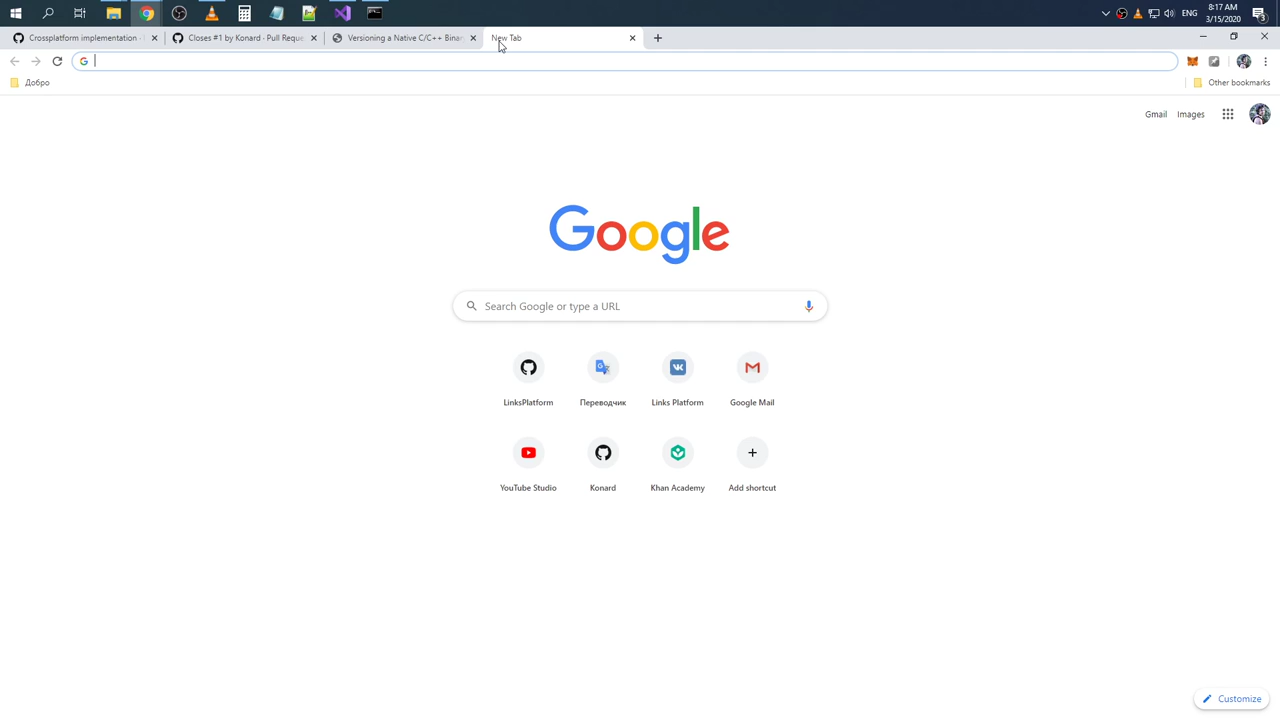 ENG
8:17 AM
3/15/2020
3
Crossplatform implementation ·
Closes #1 by Konard · Pull Reque
Versioning a Native C/C++ Binar
New Tab
Добро
Other bookmarks
Gmail
Images
Google
Search Google or type a URL
LinksPlatform
Переводчик
Links Platform
Google Mail
YouTube Studio
Konard
Khan Academy
Add shortcut
Customize